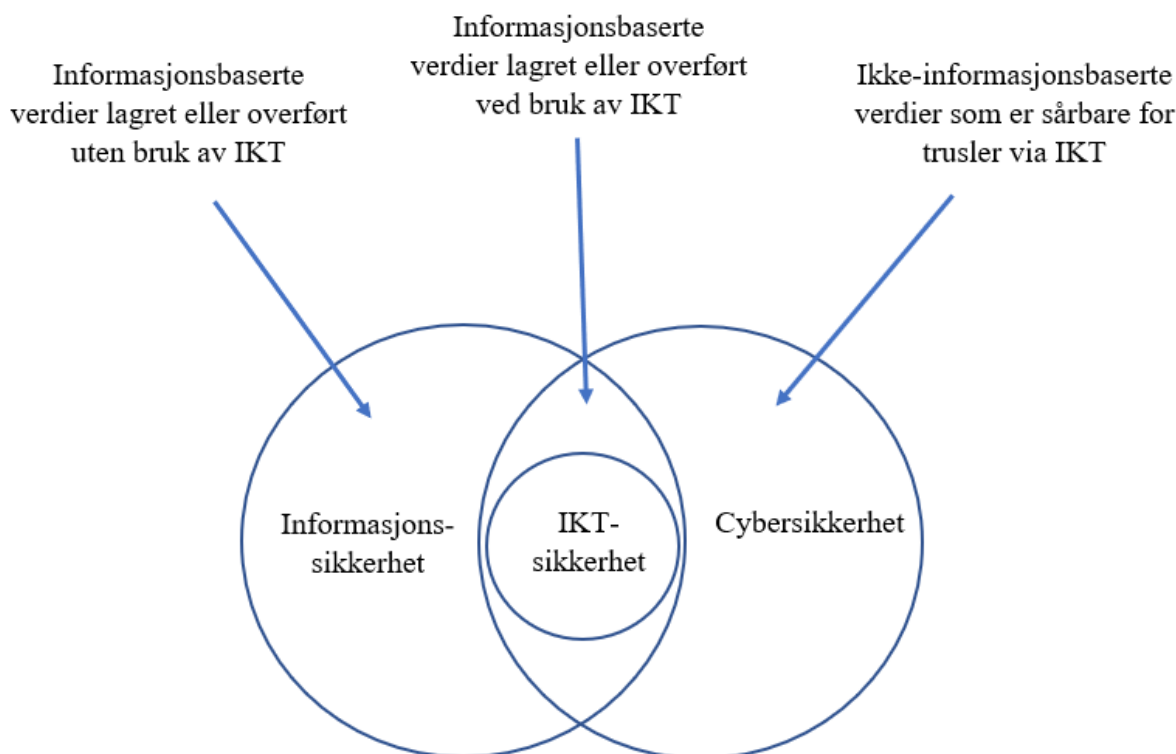 Informasjonsbaserte
verdier lagret eller overført
uten bruk av IKT
Informasjonsbaserte
verdier lagret eller overført
ved bruk av IKT
Ikke-informasjonsbaserte
verdier som er sårbare for
trusler via IKT
Informasjons-
sikkerhet
IKT-
sikkerhet
Cybersikkerhet